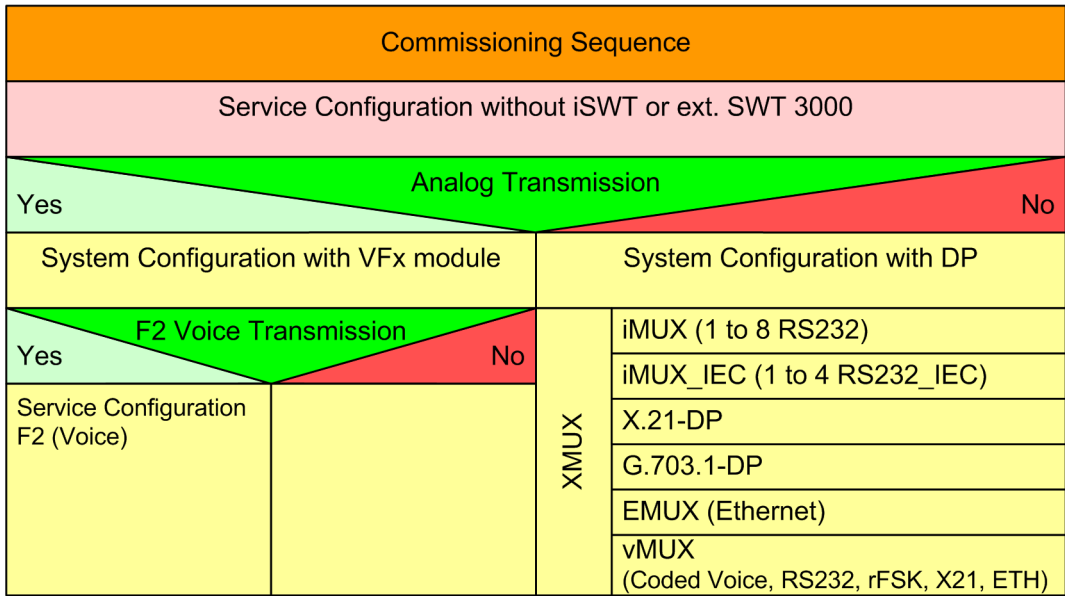 Commissioning Sequence
Service Configuration without iSWT or ext. SWT 3000
Analog Transmission
Yes
No
System Configuration with VFx module
System Configuration with DP
F2 Voice Transmission
Yes
No
Service Configuration
F2 (Voice)
XMUX
iMUX (1 to 8 RS232)
iMUX_IEC (1 to 4 RS232_IEC)
X.21-DP
G.703.1-DP
EMUX (Ethernet)
vMUX
(Coded Voice, RS232, rFSK, X21, ETH)